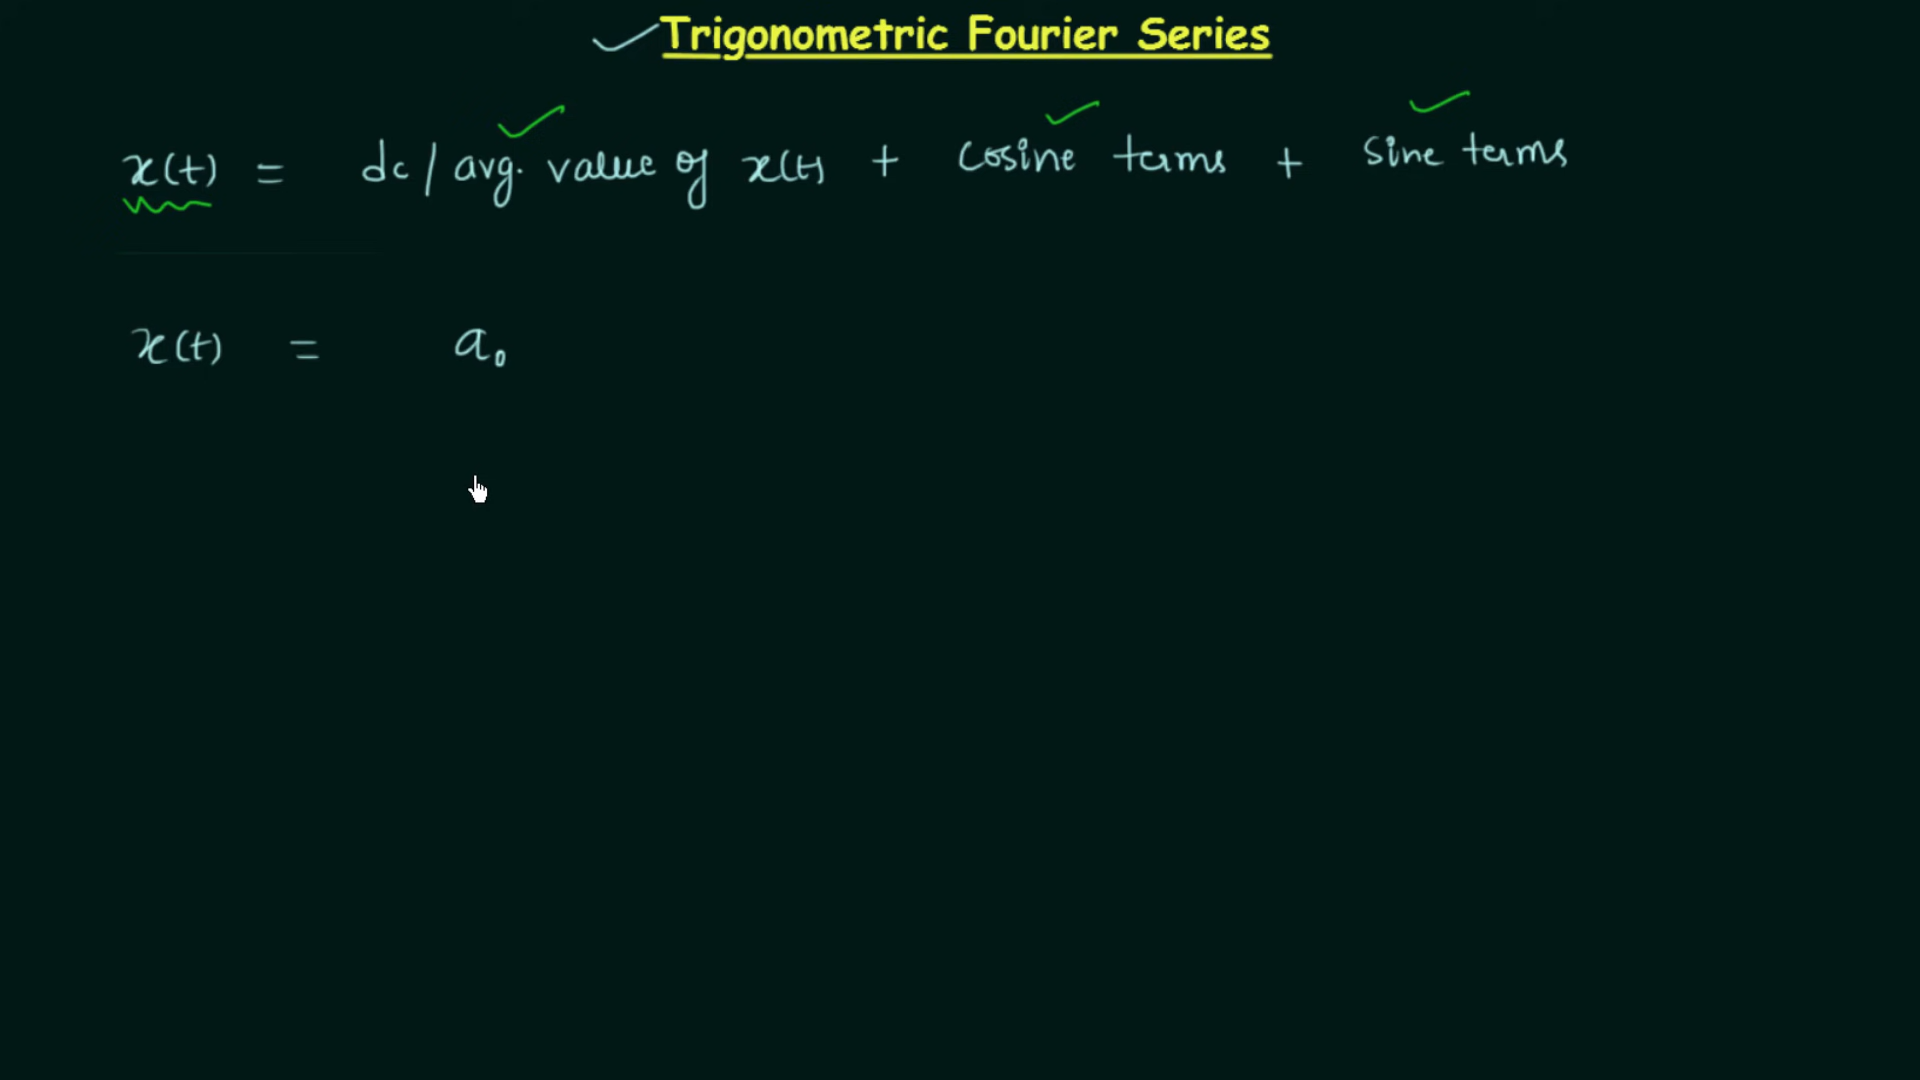 Trigonometric Fourier Series
x(t) = dc / avg. value of x(t) + cosine terms + sine terms
x(t) = a₀